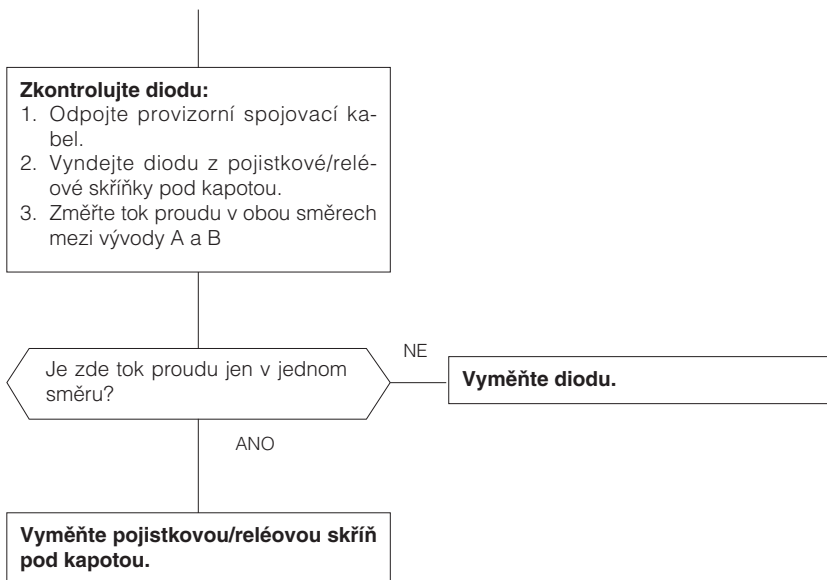 Zkontrolujte diodu:
1. Odpojte provizorní spojovací ka-
bel.
2. Vyndejte diodu z pojistkové/relé-
ové skříňky pod kapotou.
3. Změřte tok proudu v obou směrech
mezi vývody A a B
Je zde tok proudu jen v jednom
směru?
NE
Vyměňte diodu.
ANO
Vyměňte pojistkovou/reléovou skříň
pod kapotou.